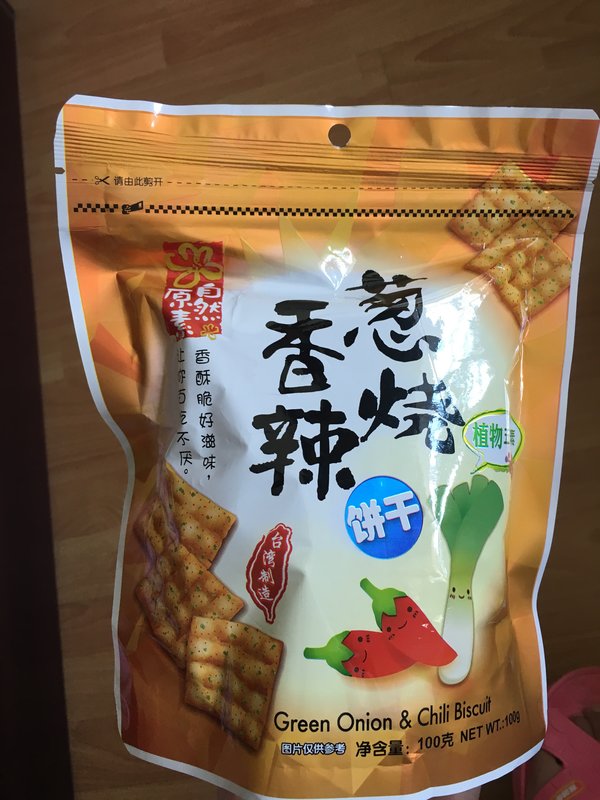 请由此剪开
自然
原素
葱烧
香辣
香酥脆好滋味,
让你百吃不厌。
植物
饼干
台湾制造
Green Onion & Chili Biscuit
图片仅供参考 净含量: 100克 NET WT.:100g